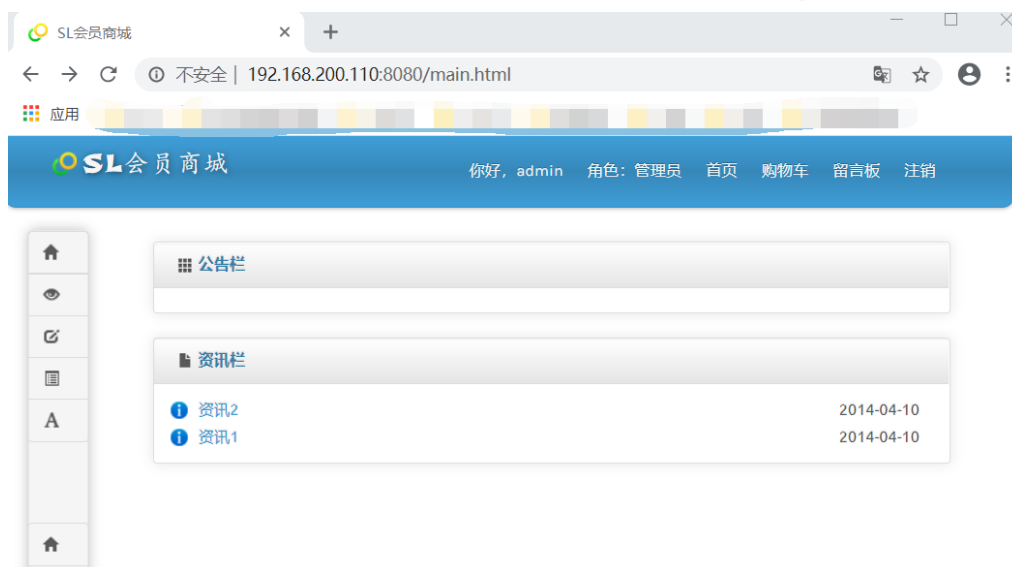 SL会员商城
不安全 | 192.168.200.110:8080/main.html
应用
SL会员商城
你好，admin 角色：管理员 首页 购物车 留言板 注销
公告栏
资讯栏
资讯2 2014-04-10
资讯1 2014-04-10
A